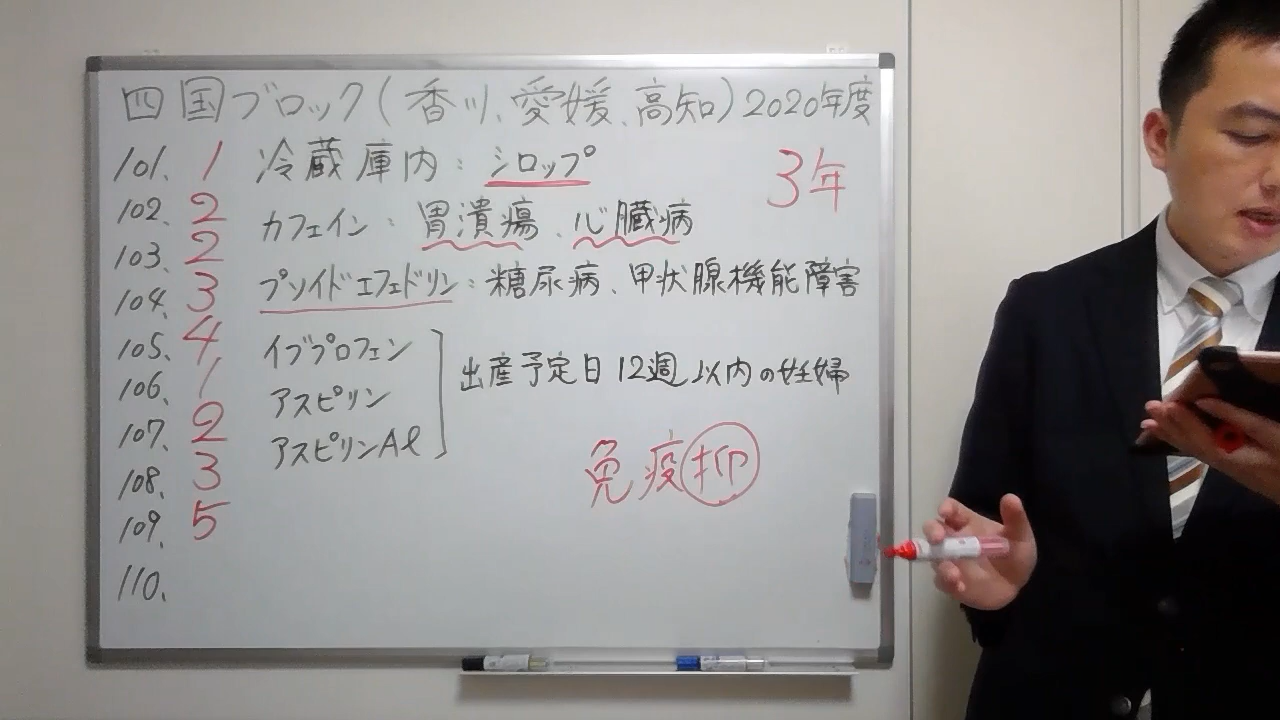 四国ブロック(香川、愛媛、高知)2020年度
101. 1 冷蔵庫内:シロップ 3年
102. 2 カフェイン:胃潰瘍、心臓病
103. 2
104. 3 プソイドエフェドリン:糖尿病、甲状腺機能障害
105. 4 イブプロフェン
106. 1 アスピリン 出産予定日12週以内の妊婦
107. 2 アスピリンAl
108. 3 免疫抑
109. 5
110.